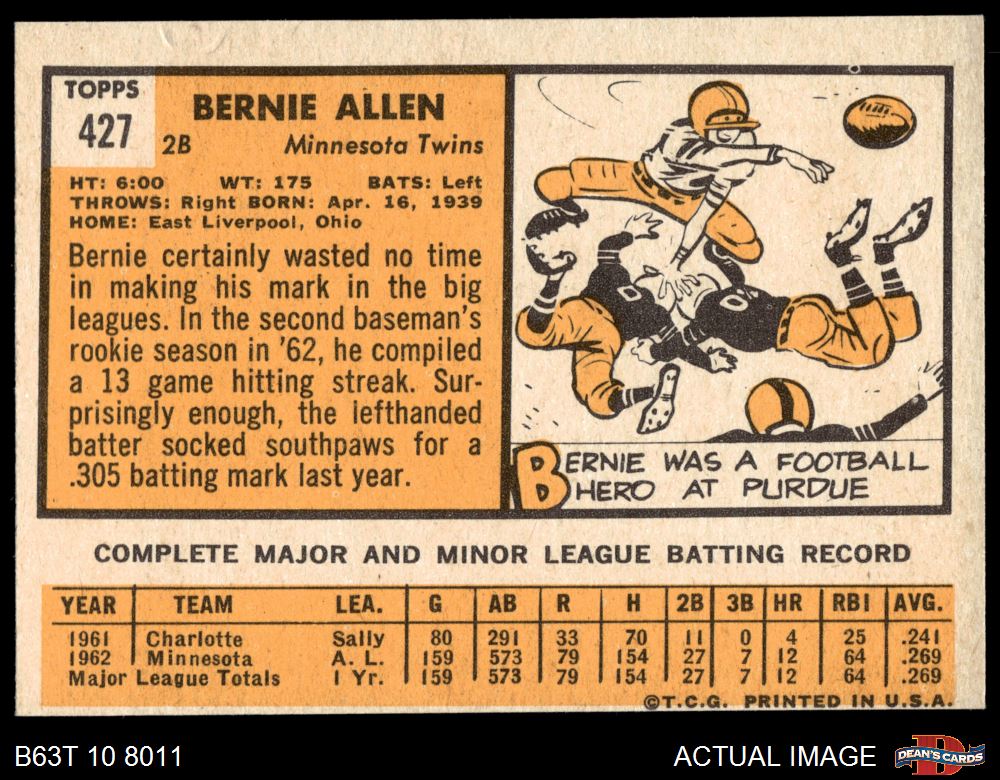 TOPPS
427
BERNIE ALLEN
2B Minnesota Twins
HT: 6:00 WT: 175 BATS: Left
THROWS: Right BORN: Apr. 16, 1939
HOME: East Liverpool, Ohio
Bernie certainly wasted no time
in making his mark in the big
leagues. In the second baseman's
rookie season in '62, he compiled
a 13 game hitting streak. Sur-
prisingly enough, the lefthanded
batter socked southpaws for a
.305 batting mark last year.
BERNIE WAS A FOOTBALL
HERO AT PURDUE
COMPLETE MAJOR AND MINOR LEAGUE BATTING RECORD
YEAR TEAM LEA. G AB R H 2B 3B HR RBI AVG.
1961 Charlotte Sally 80 291 33 70 11 0 4 25 .241
1962 Minnesota A. L. 159 573 79 154 27 7 12 64 .269
Major League Totals 1 Yr. 159 573 79 154 27 7 12 64 .269
©T.C.G. PRINTED IN U.S.A.
B63T 10 8011
ACTUAL IMAGE
DEAN'S CARDS